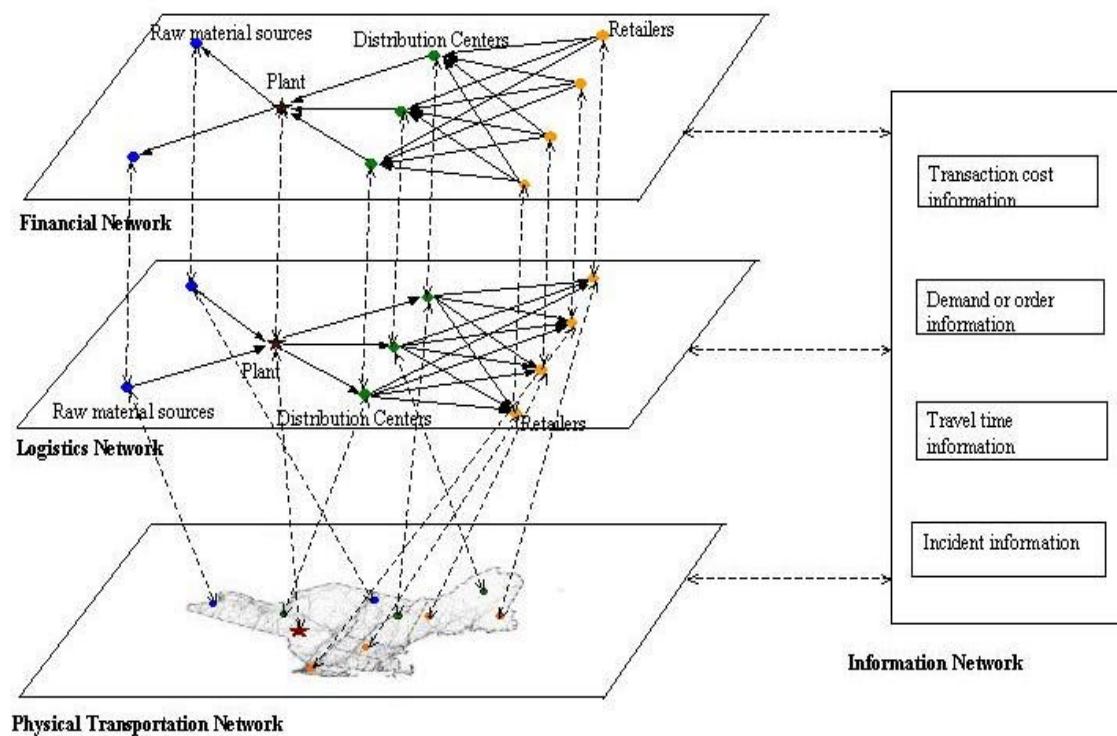 Raw material sources
Distribution Centers
Retailers
Plant
Financial Network
Plant
Raw material sources
Distribution Centers
Retailers
Logistics Network
Physical Transportation Network
Transaction cost
information
Demand or order
information
Travel time
information
Incident information
Information Network